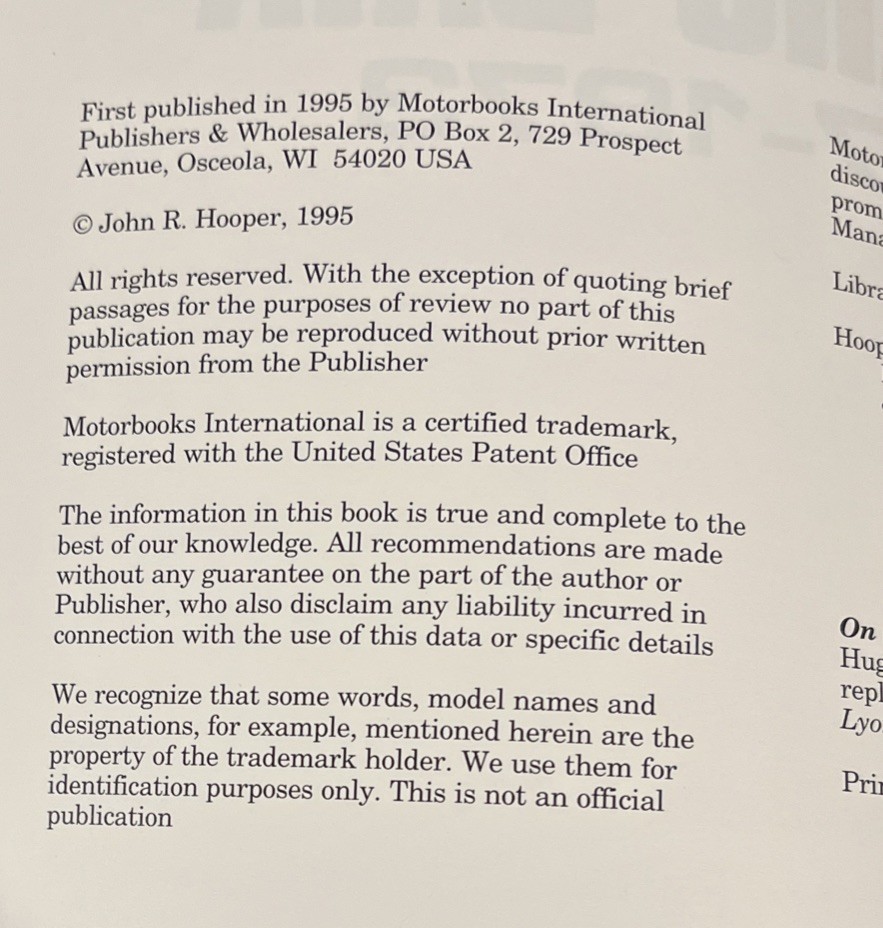 First published in 1995 by Motorbooks International
Publishers & Wholesalers, PO Box 2, 729 Prospect
Avenue, Osceola, WI 54020 USA
© John R. Hooper, 1995
All rights reserved. With the exception of quoting brief
passages for the purposes of review no part of this
publication may be reproduced without prior written
permission from the Publisher
Motorbooks International is a certified trademark,
registered with the United States Patent Office
The information in this book is true and complete to the
best of our knowledge. All recommendations are made
without any guarantee on the part of the author or
Publisher, who also disclaim any liability incurred in
connection with the use of this data or specific details
We recognize that some words, model names and
designations, for example, mentioned herein are the
property of the trademark holder. We use them for
identification purposes only. This is not an official
publication
On